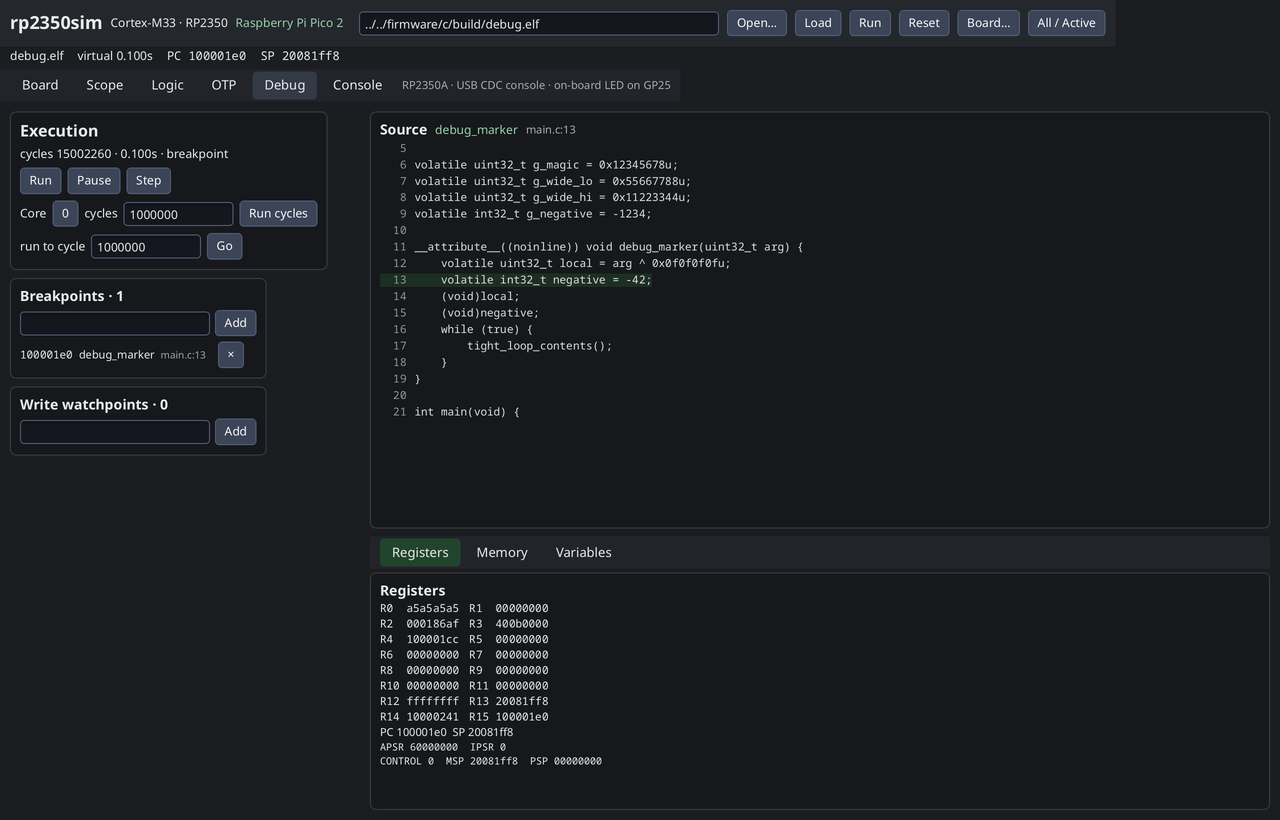 rp2350sim Cortex-M33 · RP2350 Raspberry Pi Pico 2 ../../firmware/c/build/debug.elf Open... Load Run Reset Board... All / Active
debug.elf virtual 0.100s PC 100001e0 SP 20081ff8
Board Scope Logic OTP Debug Console RP2350A · USB CDC console · on-board LED on GP25
Execution
cycles 15002260 · 0.100s · breakpoint
Run Pause Step
Core 0 cycles 1000000 Run cycles
run to cycle 1000000 Go
Breakpoints · 1
Add
100001e0 debug_marker main.c:13 ×
Write watchpoints · 0
Add
Source debug_marker main.c:13
5
6 volatile uint32_t g_magic = 0x12345678u;
7 volatile uint32_t g_wide_lo = 0x55667788u;
8 volatile uint32_t g_wide_hi = 0x11223344u;
9 volatile int32_t g_negative = -1234;
10
11 __attribute__((noinline)) void debug_marker(uint32_t arg) {
12     volatile uint32_t local = arg ^ 0x0f0f0f0fu;
13     volatile int32_t negative = -42;
14     (void)local;
15     (void)negative;
16     while (true) {
17         tight_loop_contents();
18     }
19 }
20
21 int main(void) {
Registers Memory Variables
Registers
R0 a5a5a5a5 R1 00000000
R2 000186af R3 400b0000
R4 100001cc R5 00000000
R6 00000000 R7 00000000
R8 00000000 R9 00000000
R10 00000000 R11 00000000
R12 ffffffff R13 20081ff8
R14 10000241 R15 100001e0
PC 100001e0 SP 20081ff8
APSR 60000000 IPSR 0
CONTROL 0 MSP 20081ff8 PSP 00000000